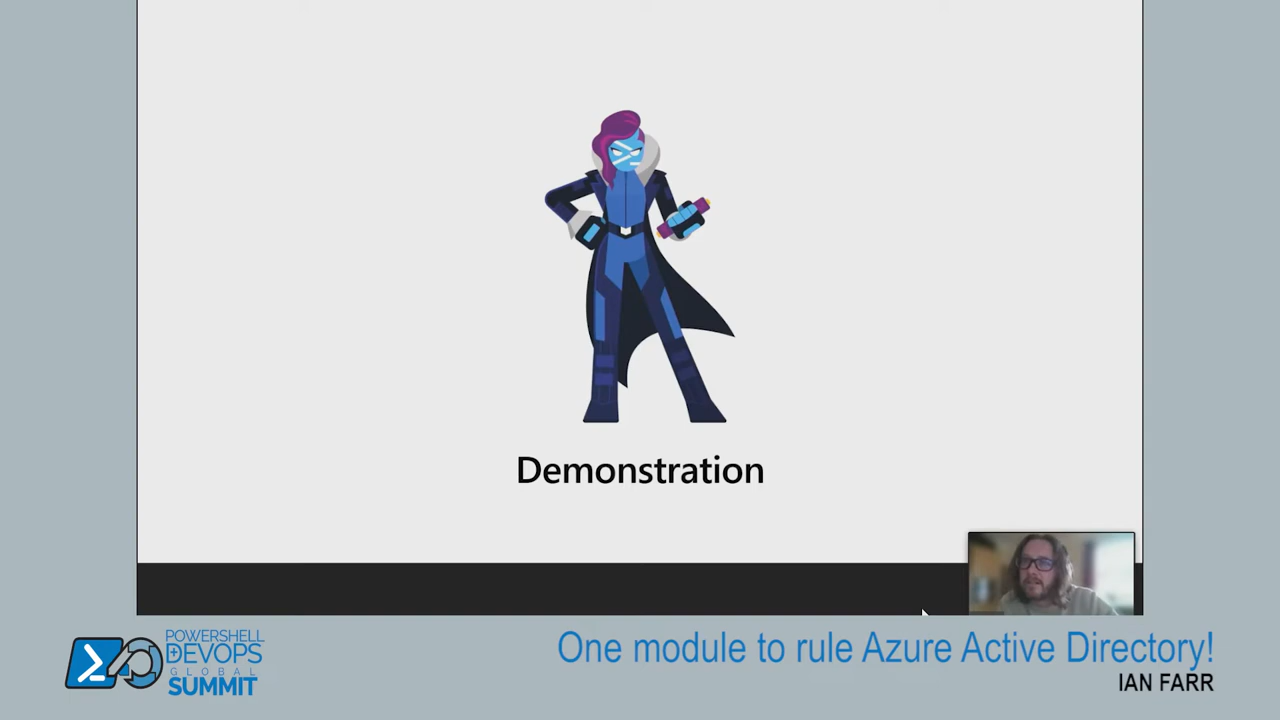 Demonstration
POWERSHELL
+DEVOPS
GLOBAL
SUMMIT
One module to rule Azure Active Directory!
IAN FARR